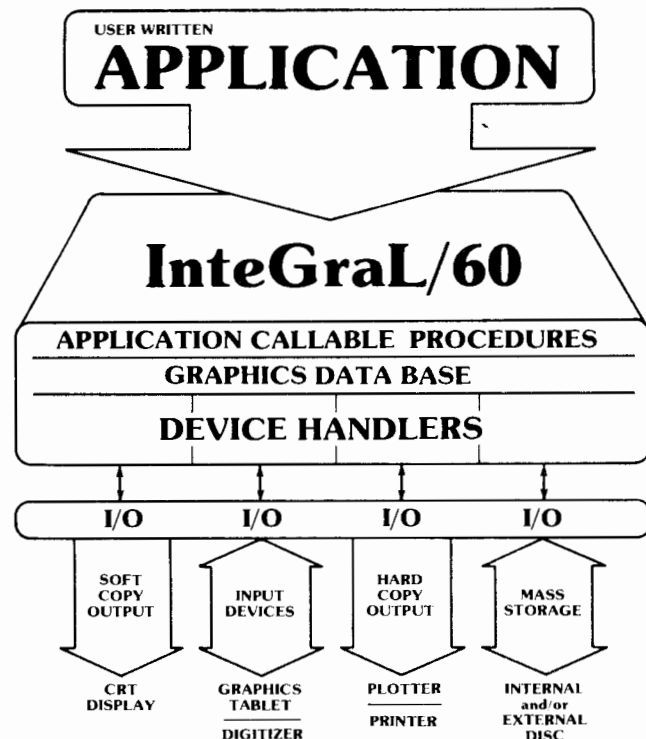 USER WRITTEN
APPLICATION
InteGraL/60
APPLICATION CALLABLE PROCEDURES
GRAPHICS DATA BASE
DEVICE HANDLERS
I/O I/O I/O I/O
SOFT
COPY
OUTPUT
INPUT
DEVICES
HARD
COPY
OUTPUT
MASS
STORAGE
CRT
DISPLAY
GRAPHICS
TABLET
DIGITIZER
PLOTTER
PRINTER
INTERNAL
and/or
EXTERNAL
DISC